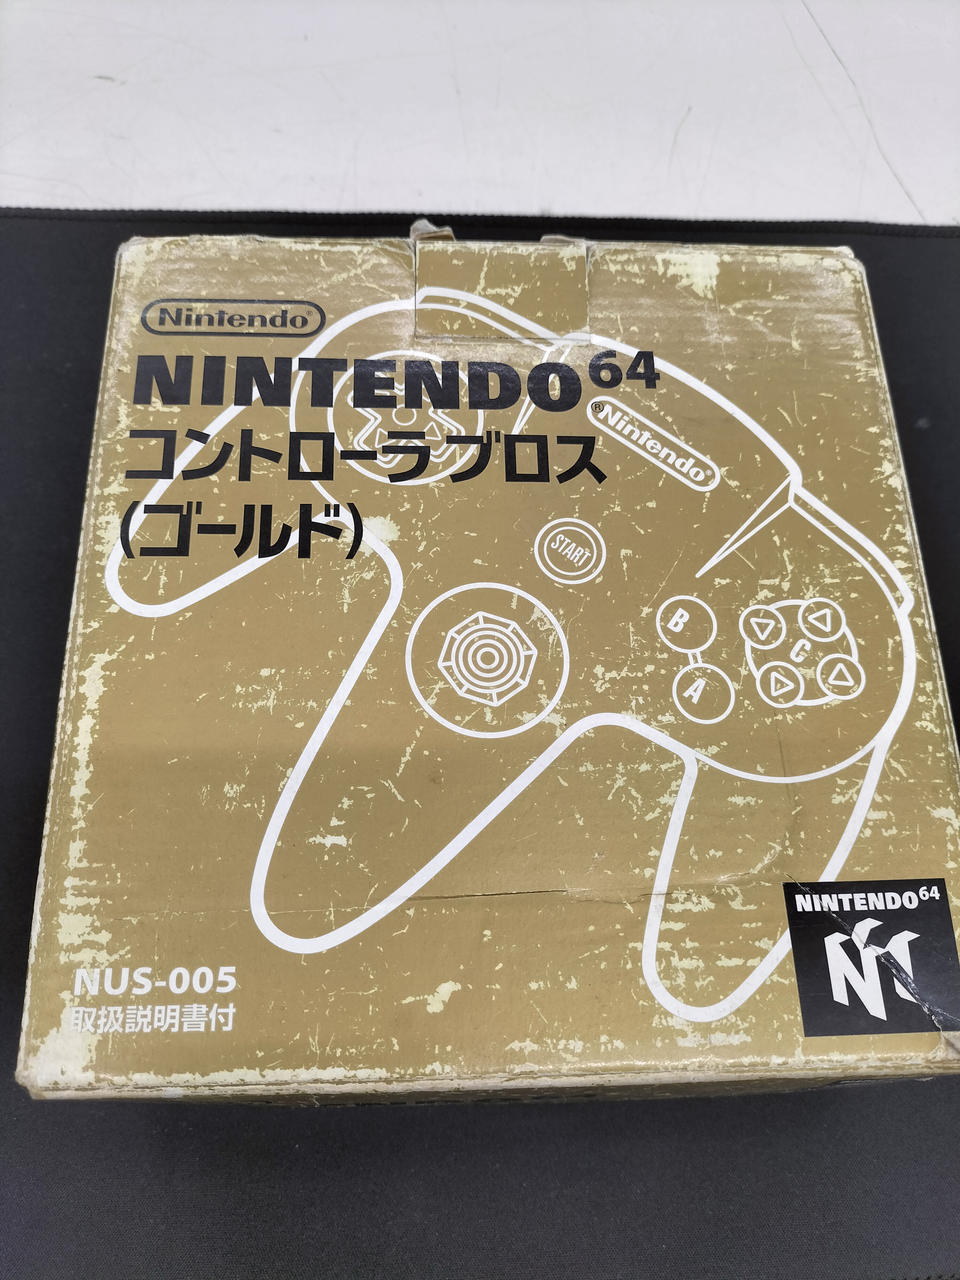 Nintendo®
NINTENDO64
コントローラブロス
(ゴールド)
®Nintendo®
START
B
A
C
NUS-005
取扱説明書付
NINTENDO64